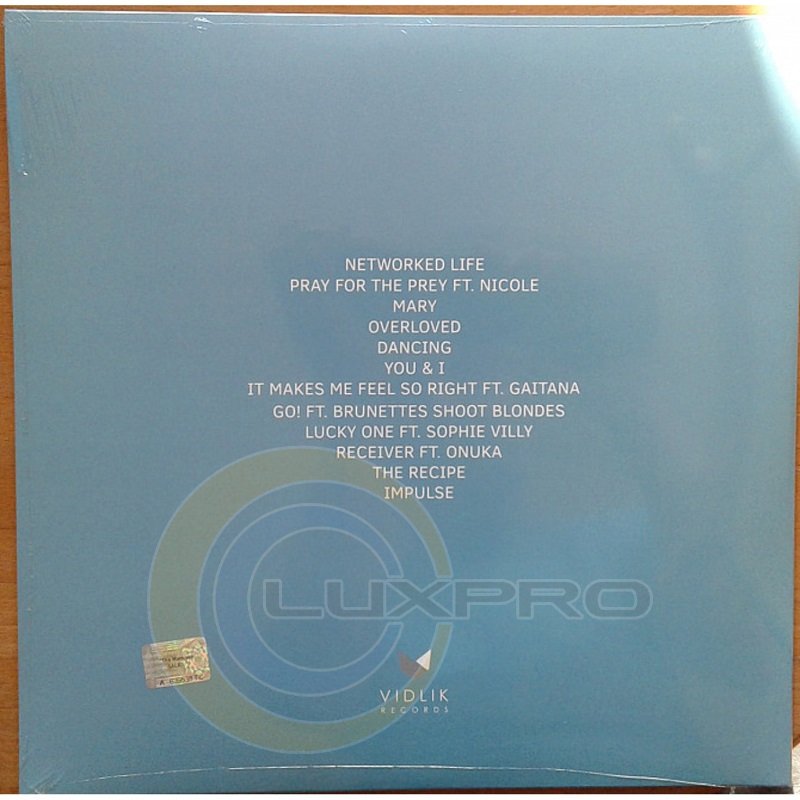 NETWORKED LIFE
PRAY FOR THE PREY FT. NICOLE
MARY
OVERLOVED
DANCING
YOU & I
IT MAKES ME FEEL SO RIGHT FT. GAITANA
GO! FT. BRUNETTES SHOOT BLONDES
LUCKY ONE FT. SOPHIE VILLY
RECEIVER FT. ONUKA
THE RECIPE
IMPULSE
LUXPRO
VIDLIK
RECORDS